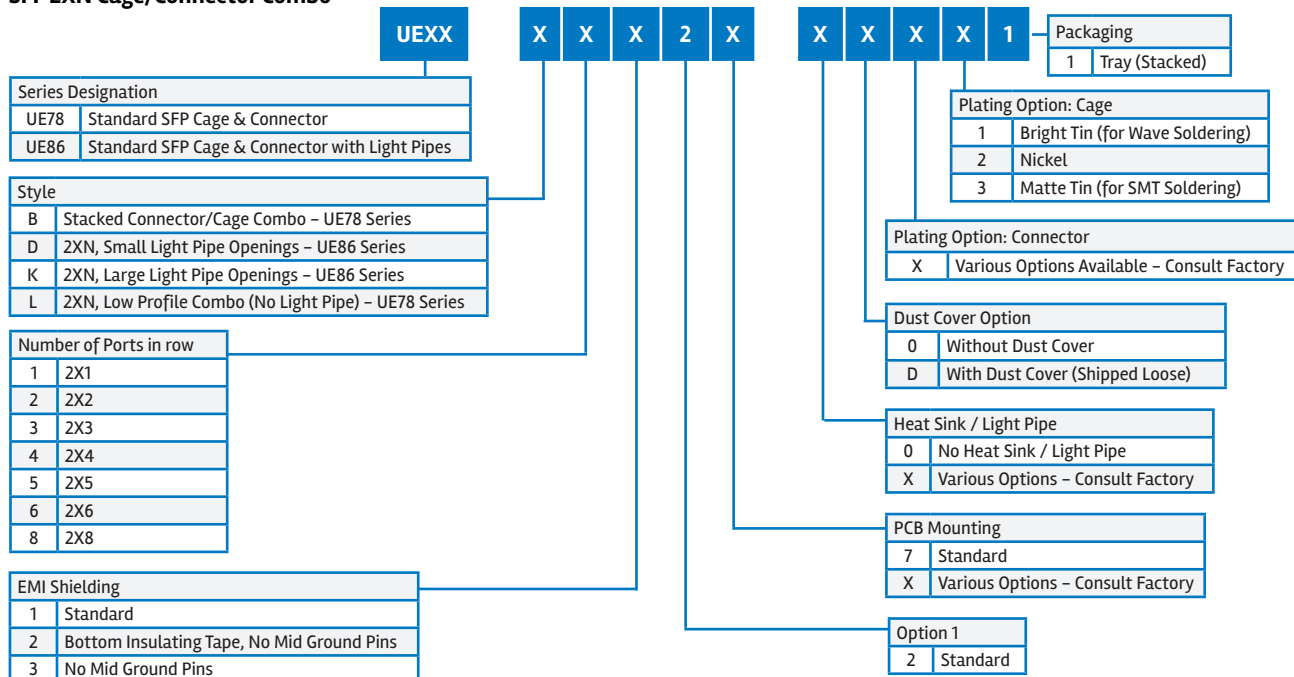 SFP 2XN Cage/Connector Combo
UEXX X X X 2 X X X X X 1
Packaging
1 Tray (Stacked)
Series Designation
UE78 Standard SFP Cage & Connector
UE86 Standard SFP Cage & Connector with Light Pipes
Plating Option: Cage
1 Bright Tin (for Wave Soldering)
2 Nickel
3 Matte Tin (for SMT Soldering)
Style
B Stacked Connector/Cage Combo – UE78 Series
D 2XN, Small Light Pipe Openings – UE86 Series
K 2XN, Large Light Pipe Openings – UE86 Series
L 2XN, Low Profile Combo (No Light Pipe) – UE78 Series
Plating Option: Connector
X Various Options Available – Consult Factory
Dust Cover Option
0 Without Dust Cover
D With Dust Cover (Shipped Loose)
Number of Ports in row
1 2X1
2 2X2
3 2X3
4 2X4
5 2X5
6 2X6
8 2X8
Heat Sink / Light Pipe
0 No Heat Sink / Light Pipe
X Various Options – Consult Factory
PCB Mounting
7 Standard
X Various Options – Consult Factory
EMI Shielding
1 Standard
2 Bottom Insulating Tape, No Mid Ground Pins
3 No Mid Ground Pins
Option 1
2 Standard